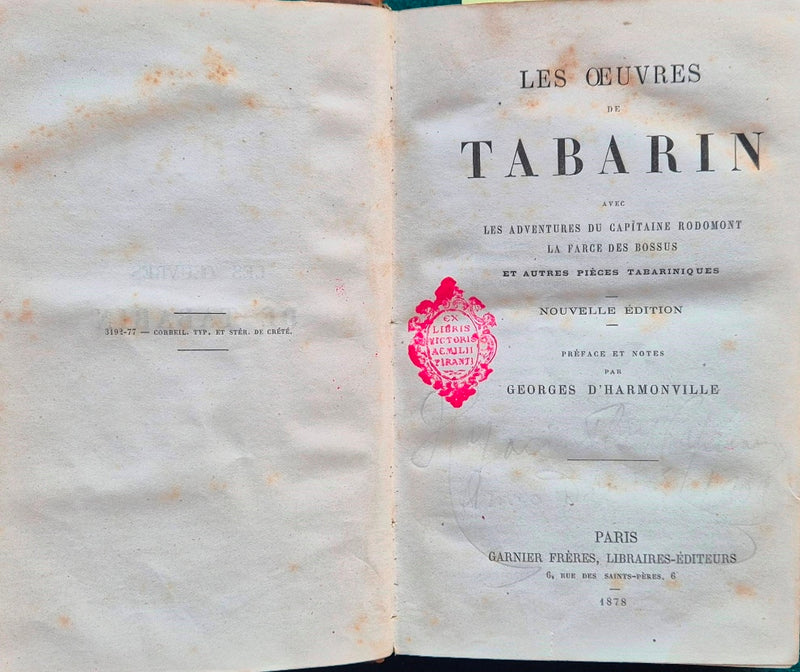 3194-77 — CORBEIL. TYP. ET STÉR. DE CRÉTÉ.
LES ŒUVRES
DE
TABARIN
AVEC
LES ADVENTURES DU CAPITAINE RODOMONT
LA FARCE DES BOSSUS
ET AUTRES PIÈCES TABARINIQUES
NOUVELLE ÉDITION
PRÉFACE ET NOTES
PAR
GEORGES D'HARMONVILLE
EX
LIBRIS
VICTORIS
ACMILII
PIRANTI
PARIS
GARNIER FRÈRES, LIBRAIRES-ÉDITEURS
6, RUE DES SAINTS-PÈRES, 6
1878